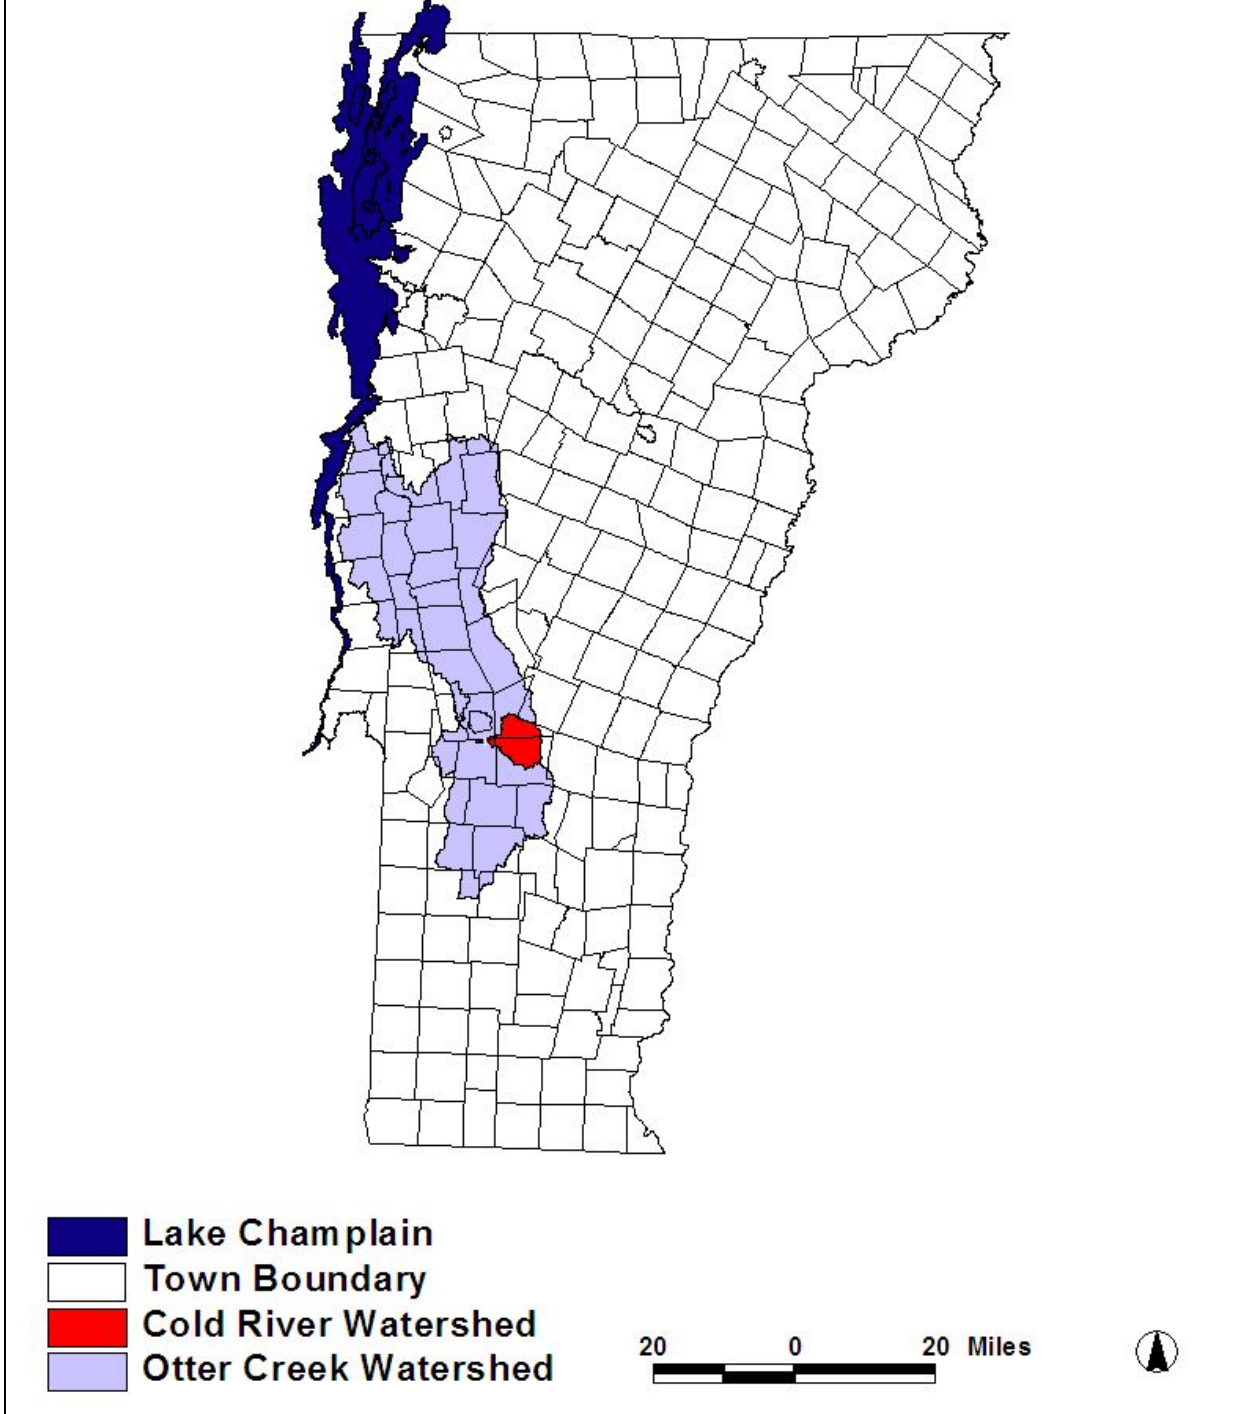 Lake Champlain
Town Boundary
Cold River Watershed
Otter Creek Watershed
20 0 20 Miles